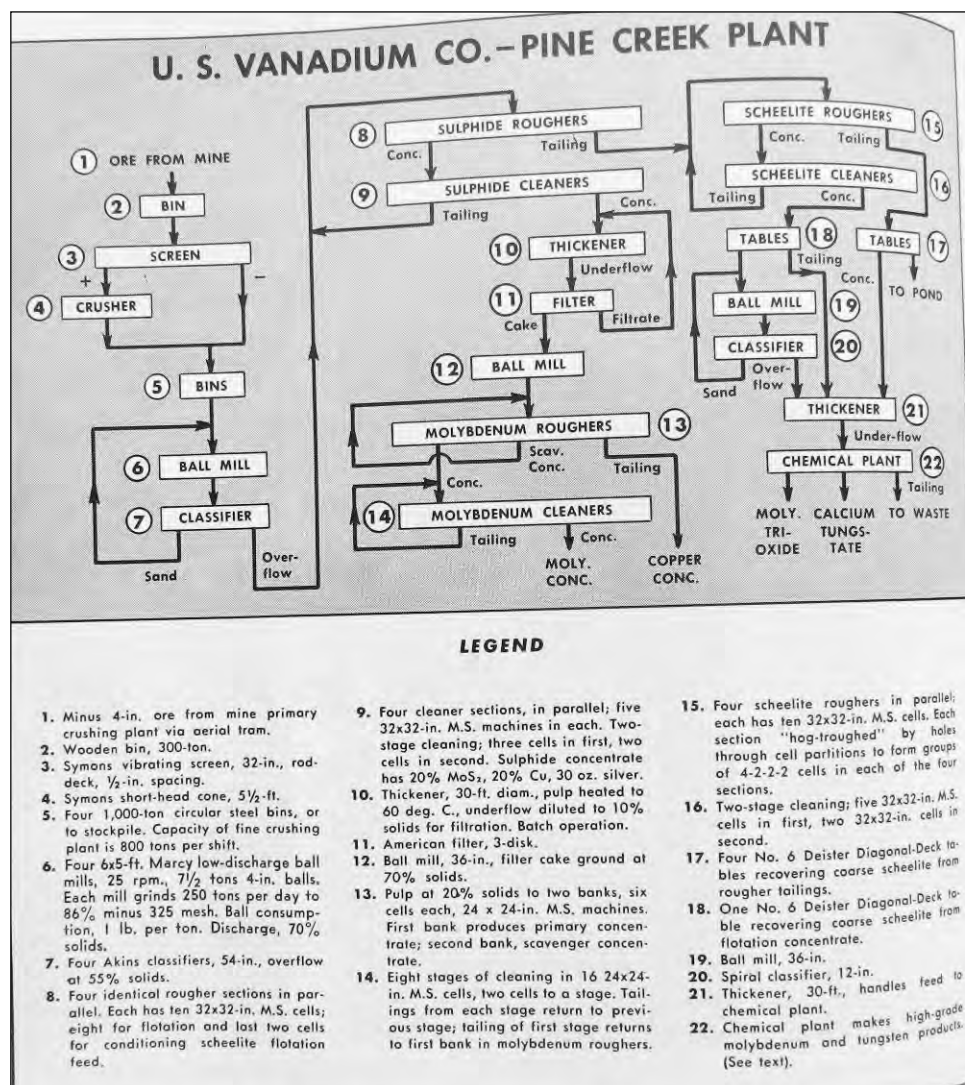 U. S. VANADIUM CO. – PINE CREEK PLANT
1 ORE FROM MINE
2 BIN
3 SCREEN
+
–
4 CRUSHER
5 BINS
6 BALL MILL
7 CLASSIFIER
Sand
Over-
flow
8 SULPHIDE ROUGHERS
Conc.
Tailing
9 SULPHIDE CLEANERS
Tailing
Conc.
10 THICKENER
Underflow
11 FILTER
Cake
Filtrate
12 BALL MILL
MOLYBDENUM ROUGHERS 13
Scav.
Conc.
Tailing
Conc.
14 MOLYBDENUM CLEANERS
Tailing
Conc.
MOLY.
CONC.
COPPER
CONC.
SCHEELITE ROUGHERS 15
Conc.
Tailing
SCHEELITE CLEANERS 16
Tailing
Conc.
TABLES 18
Tailing
TABLES 17
Conc.
TO POND
BALL MILL 19
CLASSIFIER 20
Sand
Over-
flow
THICKENER 21
Under-flow
CHEMICAL PLANT 22
Tailing
MOLY.
TRI-
OXIDE
CALCIUM
TUNGS-
TATE
TO WASTE
LEGEND
1. Minus 4-in. ore from mine primary
crushing plant via aerial tram.
2. Wooden bin, 300-ton.
3. Symons vibrating screen, 32-in., rod-
deck, ½-in. spacing.
4. Symons short-head cone, 5½-ft.
5. Four 1,000-ton circular steel bins, or
to stockpile. Capacity of fine crushing
plant is 800 tons per shift.
6. Four 6x5-ft. Marcy low-discharge ball
mills, 25 rpm., 7½ tons 4-in. balls.
Each mill grinds 250 tons per day to
86% minus 325 mesh. Ball consump-
tion, 1 lb. per ton. Discharge, 70%
solids.
7. Four Akins classifiers, 54-in., overflow
at 55% solids.
8. Four identical rougher sections in par-
allel. Each has ten 32x32-in. M.S. cells;
eight for flotation and last two cells
for conditioning scheelite flotation
feed.
9. Four cleaner sections, in parallel; five
32x32-in. M.S. machines in each. Two-
stage cleaning; three cells in first, two
cells in second. Sulphide concentrate
has 20% MoS₂, 20% Cu, 30 oz. silver.
10. Thickener, 30-ft. diam., pulp heated to
60 deg. C., underflow diluted to 10%
solids for filtration. Batch operation.
11. American filter, 3-disk.
12. Ball mill, 36-in., filter cake ground at
70% solids.
13. Pulp at 20% solids to two banks, six
cells each, 24 x 24-in. M.S. machines.
First bank produces primary concen-
trate; second bank, scavenger concen-
trate.
14. Eight stages of cleaning in 16 24x24-
in. M.S. cells, two cells to a stage. Tail-
ings from each stage return to previ-
ous stage; tailing of first stage returns
to first bank in molybdenum roughers.
15. Four scheelite roughers in parallel;
each has ten 32x32-in. M.S. cells. Each
section "hog-troughed" by holes
through cell partitions to form groups
of 4-2-2-2 cells in each of the four
sections.
16. Two-stage cleaning; five 32x32-in. M.S.
cells in first, two 32x32-in. cells in
second.
17. Four No. 6 Deister Diagonal-Deck ta-
bles recovering coarse scheelite from
rougher tailings.
18. One No. 6 Deister Diagonal-Deck ta-
ble recovering coarse scheelite from
flotation concentrate.
19. Ball mill, 36-in.
20. Spiral classifier, 12-in.
21. Thickener, 30-ft., handles feed to
chemical plant.
22. Chemical plant makes high-grade
molybdenum and tungsten products.
(See text).